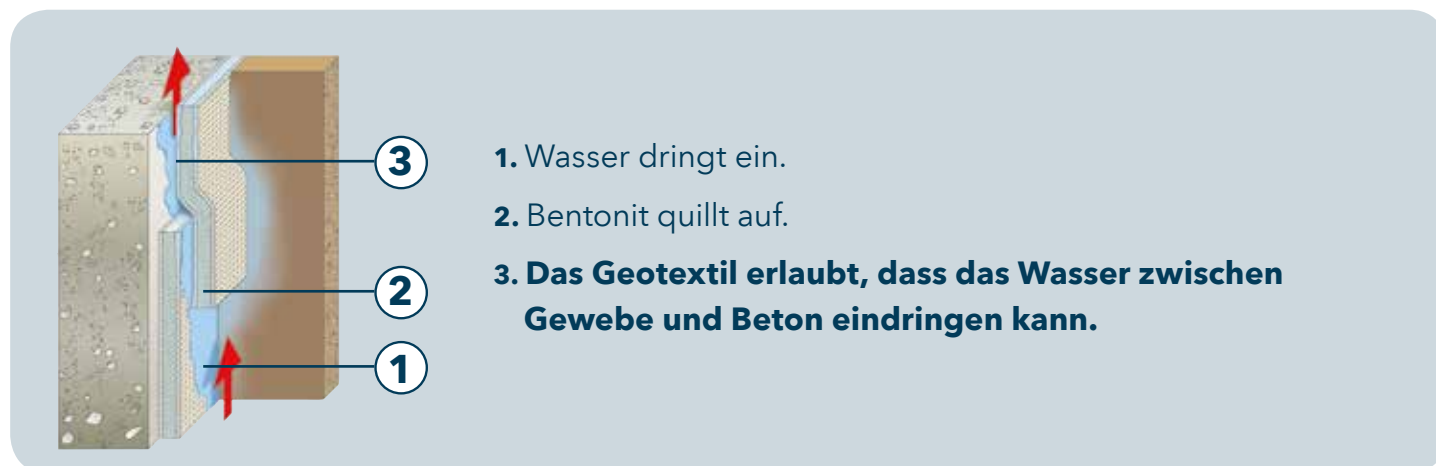 3
2
1
1. Wasser dringt ein.
2. Bentonit quillt auf.
3. Das Geotextil erlaubt, dass das Wasser zwischen
Gewebe und Beton eindringen kann.